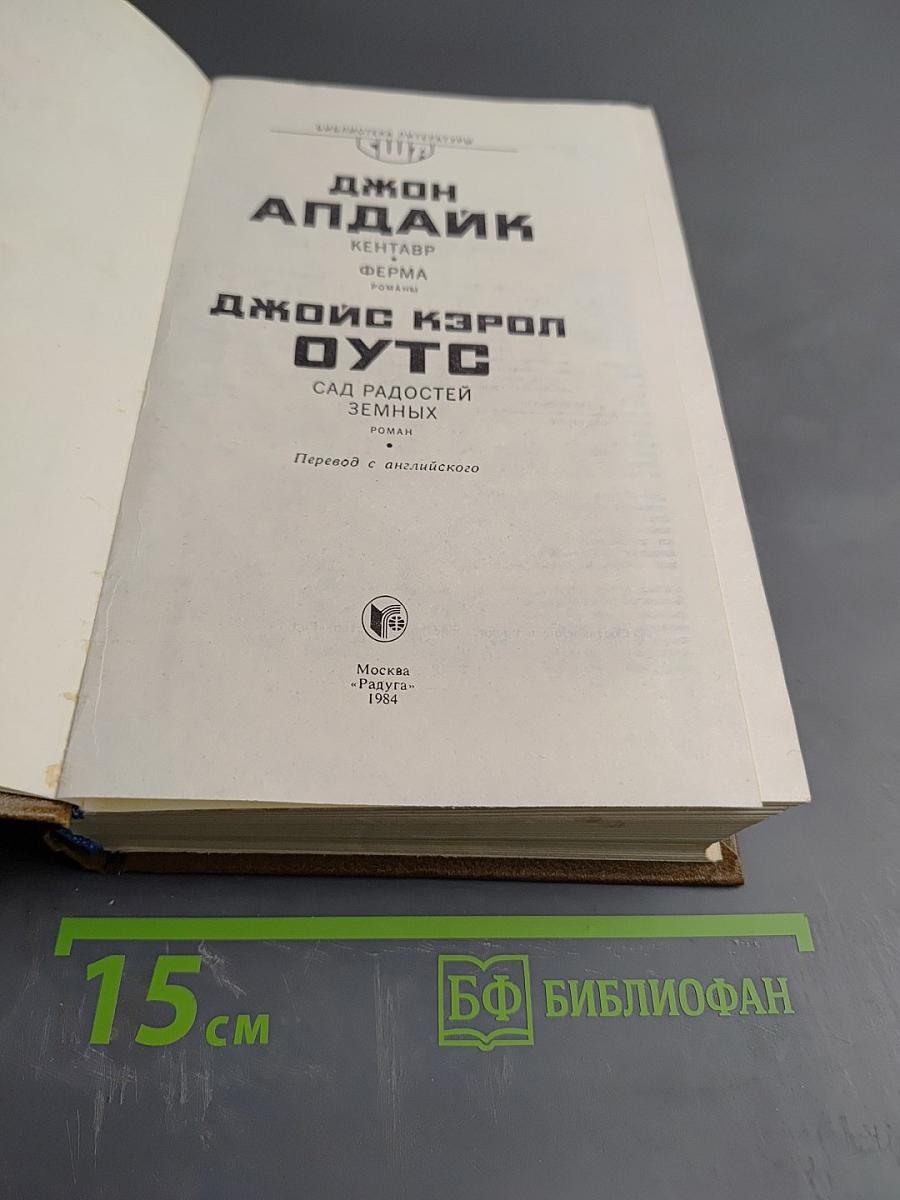 БИБЛИОТЕКА ЛИТЕРАТУРЫ
США
ДЖОН
АПДАЙК
КЕНТАВР
•
ФЕРМА
РОМАНЫ
ДЖОЙС КЭРОЛ
ОУТС
САД РАДОСТЕЙ
ЗЕМНЫХ
РОМАН
•
Перевод с английского
Москва
«Радуга»
1984
15 см
БФ БИБЛИОФАН